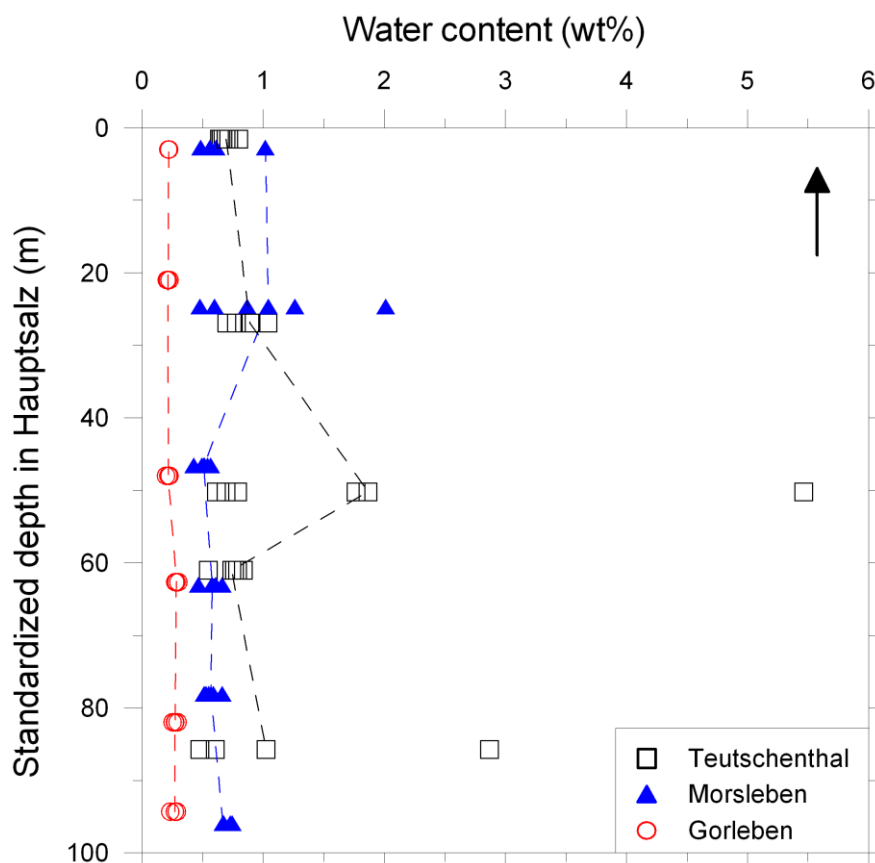 Water content (wt%)
0 1 2 3 4 5 6
Standardized depth in Hauptsalz (m)
0
20
40
60
80
100
Teutschenthal
Morsleben
Gorleben